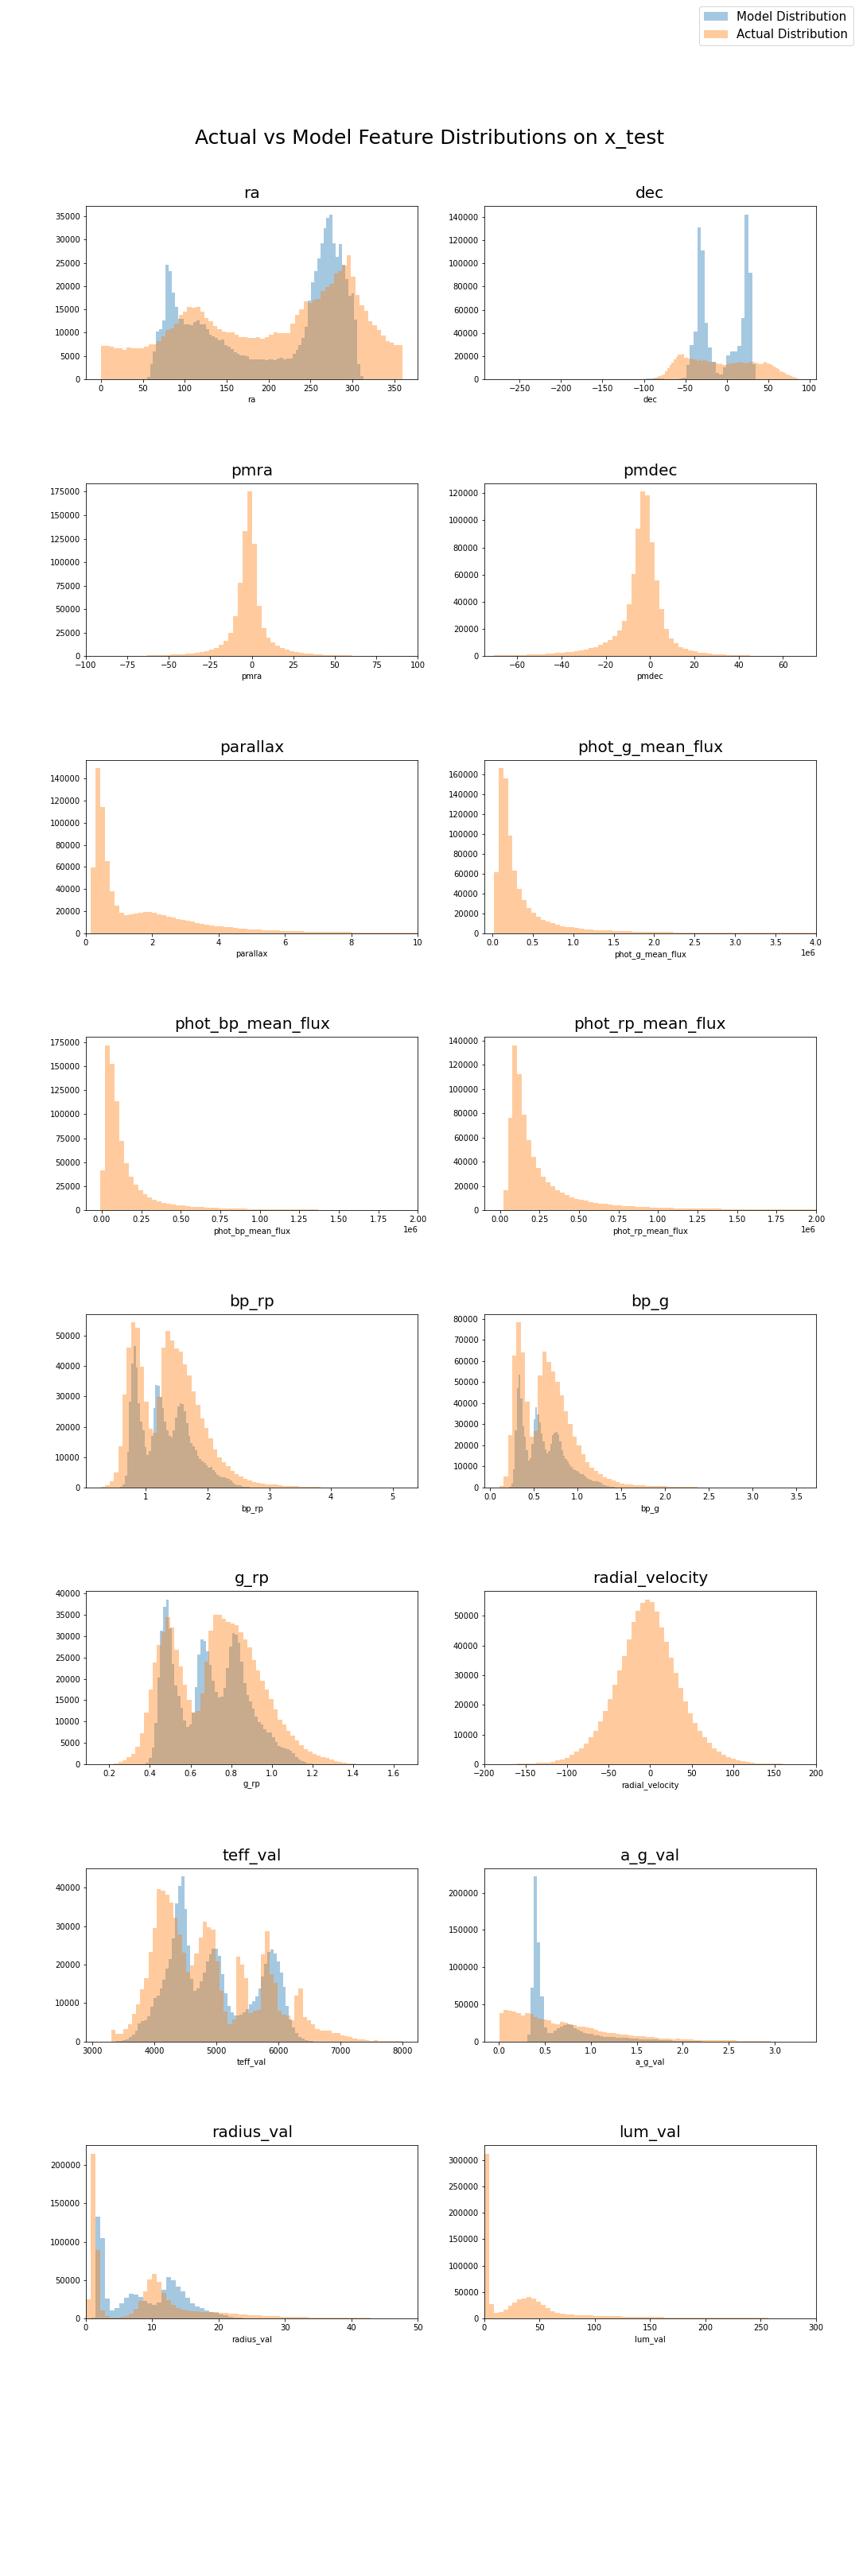 Model Distribution
Actual Distribution
Actual vs Model Feature Distributions on x_test
ra
dec
35000
30000
25000
20000
15000
10000
5000
0
0 50 100 150 200 250 300 350
ra
140000
120000
100000
80000
60000
40000
20000
0
−250 −200 −150 −100 −50 0 50 100
dec
pmra
pmdec
175000
150000
125000
100000
75000
50000
25000
0
−100 −75 −50 −25 0 25 50 75 100
pmra
120000
100000
80000
60000
40000
20000
0
−60 −40 −20 0 20 40 60
pmdec
parallax
phot_g_mean_flux
140000
120000
100000
80000
60000
40000
20000
0
0 2 4 6 8 10
parallax
160000
140000
120000
100000
80000
60000
40000
20000
0
0.0 0.5 1.0 1.5 2.0 2.5 3.0 3.5 4.0
1e6
phot_g_mean_flux
phot_bp_mean_flux
phot_rp_mean_flux
175000
150000
125000
100000
75000
50000
25000
0
0.00 0.25 0.50 0.75 1.00 1.25 1.50 1.75 2.00
1e6
phot_bp_mean_flux
140000
120000
100000
80000
60000
40000
20000
0
0.00 0.25 0.50 0.75 1.00 1.25 1.50 1.75 2.00
1e6
phot_rp_mean_flux
bp_rp
bp_g
50000
40000
30000
20000
10000
0
1 2 3 4 5
bp_rp
80000
70000
60000
50000
40000
30000
20000
10000
0
0.0 0.5 1.0 1.5 2.0 2.5 3.0 3.5
bp_g
g_rp
radial_velocity
40000
35000
30000
25000
20000
15000
10000
5000
0
0.2 0.4 0.6 0.8 1.0 1.2 1.4 1.6
g_rp
50000
40000
30000
20000
10000
0
−200 −150 −100 −50 0 50 100 150 200
radial_velocity
teff_val
a_g_val
40000
30000
20000
10000
0
3000 4000 5000 6000 7000 8000
teff_val
200000
150000
100000
50000
0
0.0 0.5 1.0 1.5 2.0 2.5 3.0
a_g_val
radius_val
lum_val
200000
150000
100000
50000
0
0 10 20 30 40 50
radius_val
300000
250000
200000
150000
100000
50000
0
0 50 100 150 200 250 300
lum_val